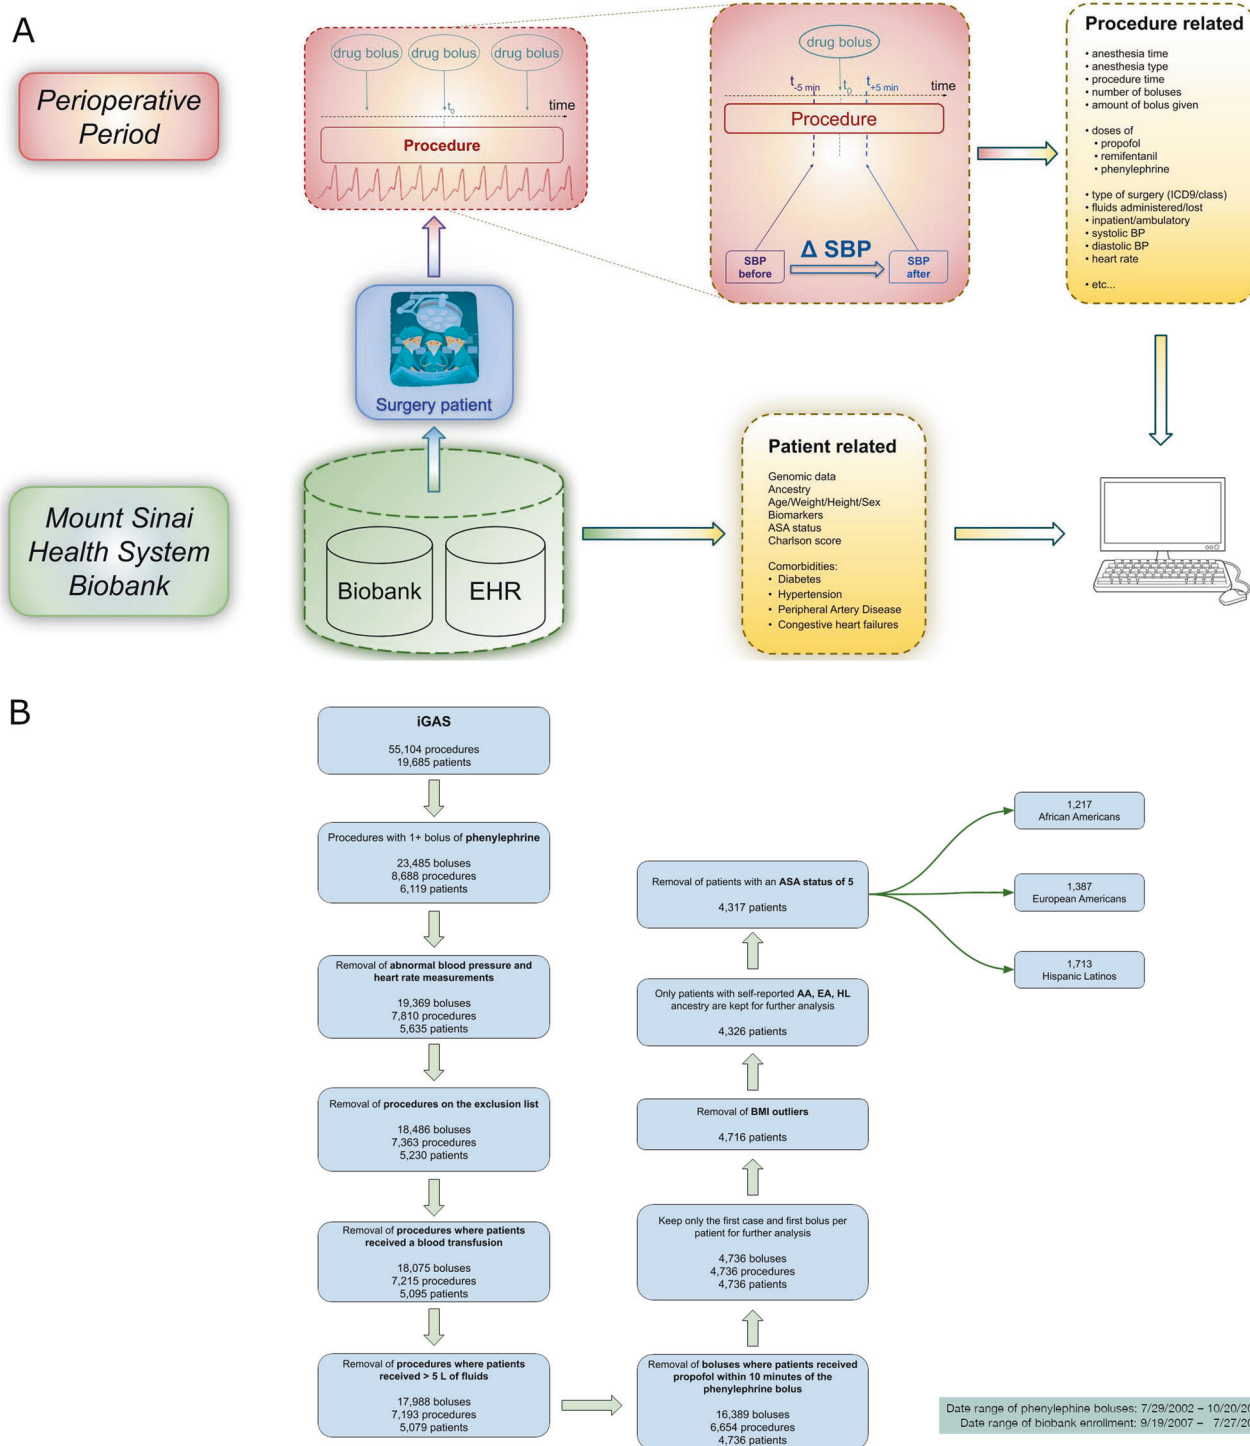 A
Perioperative
Period
drug bolus
drug bolus
drug bolus
t0
time
Procedure
drug bolus
t-5 min
t0
t+5 min
time
Procedure
SBP
before
Δ SBP
SBP
after
Procedure related
• anesthesia time
• anesthesia type
• procedure time
• number of boluses
• amount of bolus given
• doses of
• propofol
• remifentanil
• phenylephrine
• type of surgery (ICD9/class)
• fluids administered/lost
• inpatient/ambulatory
• systolic BP
• diastolic BP
• heart rate
• etc...
Surgery patient
Mount Sinai
Health System
Biobank
Biobank
EHR
Patient related
Genomic data
Ancestry
Age/Weight/Height/Sex
Biomarkers
ASA status
Charlson score
Comorbidities:
• Diabetes
• Hypertension
• Peripheral Artery Disease
• Congestive heart failures
B
iGAS
55,104 procedures
19,685 patients
Procedures with 1+ bolus of phenylephrine
23,485 boluses
8,688 procedures
6,119 patients
Removal of abnormal blood pressure and
heart rate measurements
19,369 boluses
7,810 procedures
5,635 patients
Removal of procedures on the exclusion list
18,486 boluses
7,363 procedures
5,230 patients
Removal of procedures where patients
received a blood transfusion
18,075 boluses
7,215 procedures
5,095 patients
Removal of procedures where patients
received > 5 L of fluids
17,988 boluses
7,193 procedures
5,079 patients
Removal of boluses where patients received
propofol within 10 minutes of the
phenylephrine bolus
16,389 boluses
6,654 procedures
4,736 patients
Keep only the first case and first bolus per
patient for further analysis
4,736 boluses
4,736 procedures
4,736 patients
Removal of BMI outliers
4,716 patients
Only patients with self-reported AA, EA, HL
ancestry are kept for further analysis
4,326 patients
Removal of patients with an ASA status of 5
4,317 patients
1,217
African Americans
1,387
European Americans
1,713
Hispanic Latinos
Date range of phenylephine boluses: 7/29/2002 – 10/20/20
Date range of biobank enrollment: 9/19/2007 – 7/27/20